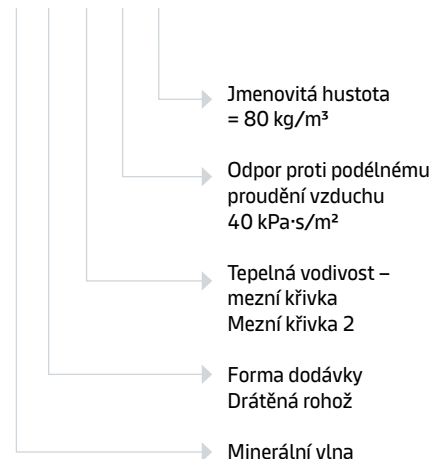 Jmenovitá hustota
= 80 kg/m³
Odpor proti podélnému
proudění vzduchu
40 kPa·s/m²
Tepelná vodivost –
mezní křivka
Mezní křivka 2
Forma dodávky
Drátěná rohož
Minerální vlna